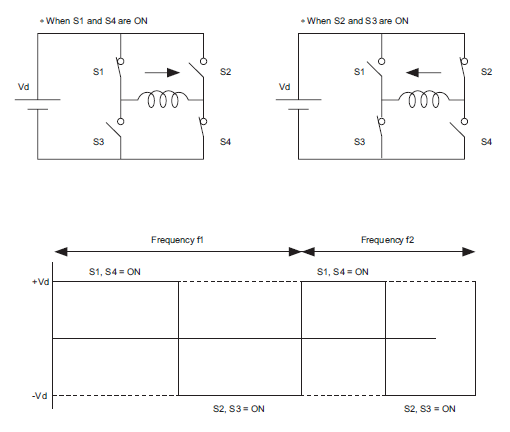 • When S1 and S4 are ON
• When S2 and S3 are ON
S1
S2
S1
S2
Vd
Vd
S3
S4
S3
S4
Frequency f1
Frequency f2
S1, S4 = ON
S1, S4 = ON
+Vd
-Vd
S2, S3 = ON
S2, S3 = ON